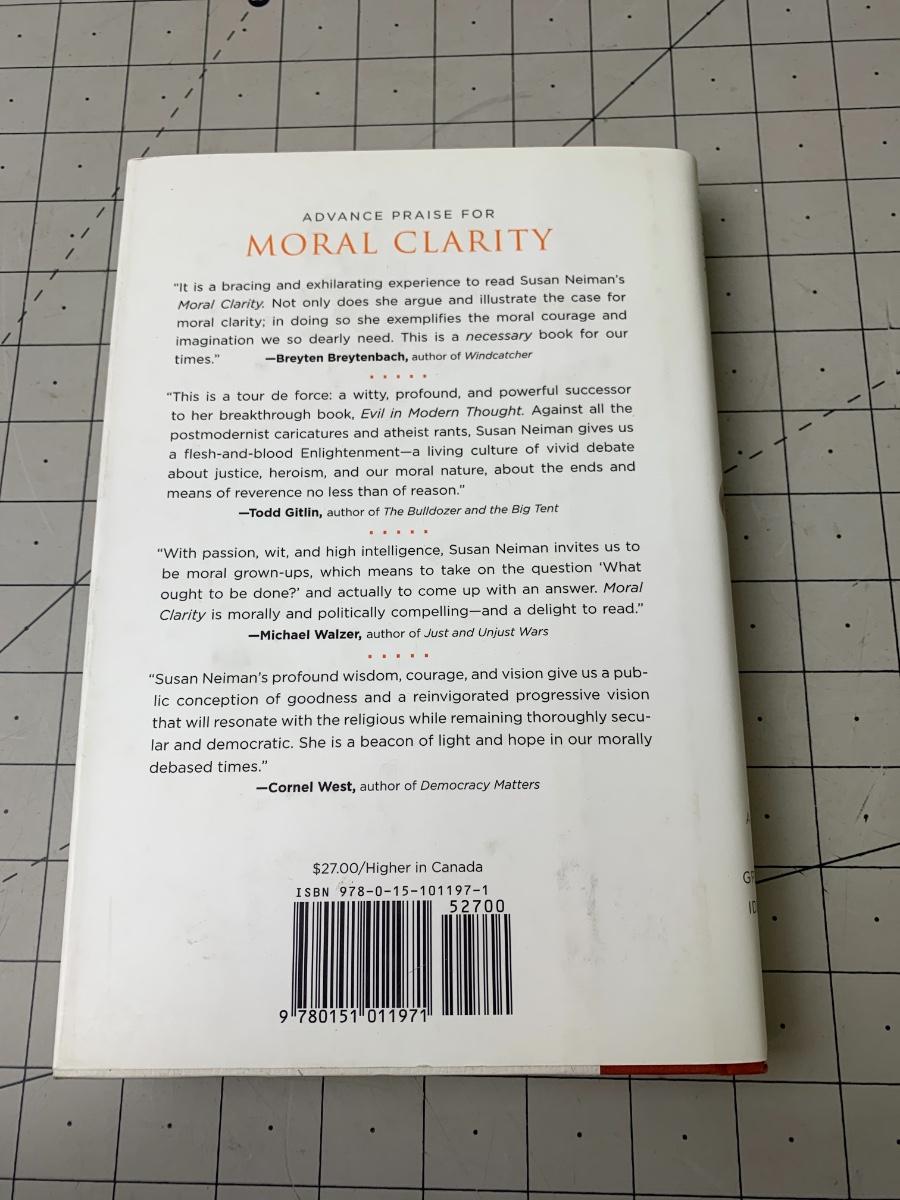 ADVANCE PRAISE FOR
MORAL CLARITY
“It is a bracing and exhilarating experience to read Susan Neiman’s
Moral Clarity. Not only does she argue and illustrate the case for
moral clarity; in doing so she exemplifies the moral courage and
imagination we so dearly need. This is a necessary book for our
times.” —Breyten Breytenbach, author of Windcatcher
“This is a tour de force: a witty, profound, and powerful successor
to her breakthrough book, Evil in Modern Thought. Against all the
postmodernist caricatures and atheist rants, Susan Neiman gives us
a flesh-and-blood Enlightenment—a living culture of vivid debate
about justice, heroism, and our moral nature, about the ends and
means of reverence no less than of reason.”
—Todd Gitlin, author of The Bulldozer and the Big Tent
“With passion, wit, and high intelligence, Susan Neiman invites us to
be moral grown-ups, which means to take on the question ‘What
ought to be done?’ and actually to come up with an answer. Moral
Clarity is morally and politically compelling—and a delight to read.”
—Michael Walzer, author of Just and Unjust Wars
“Susan Neiman’s profound wisdom, courage, and vision give us a pub-
lic conception of goodness and a reinvigorated progressive vision
that will resonate with the religious while remaining thoroughly secu-
lar and democratic. She is a beacon of light and hope in our morally
debased times.”
—Cornel West, author of Democracy Matters
$27.00/Higher in Canada
ISBN 978-0-15-101197-1
52700
9 780151 011971